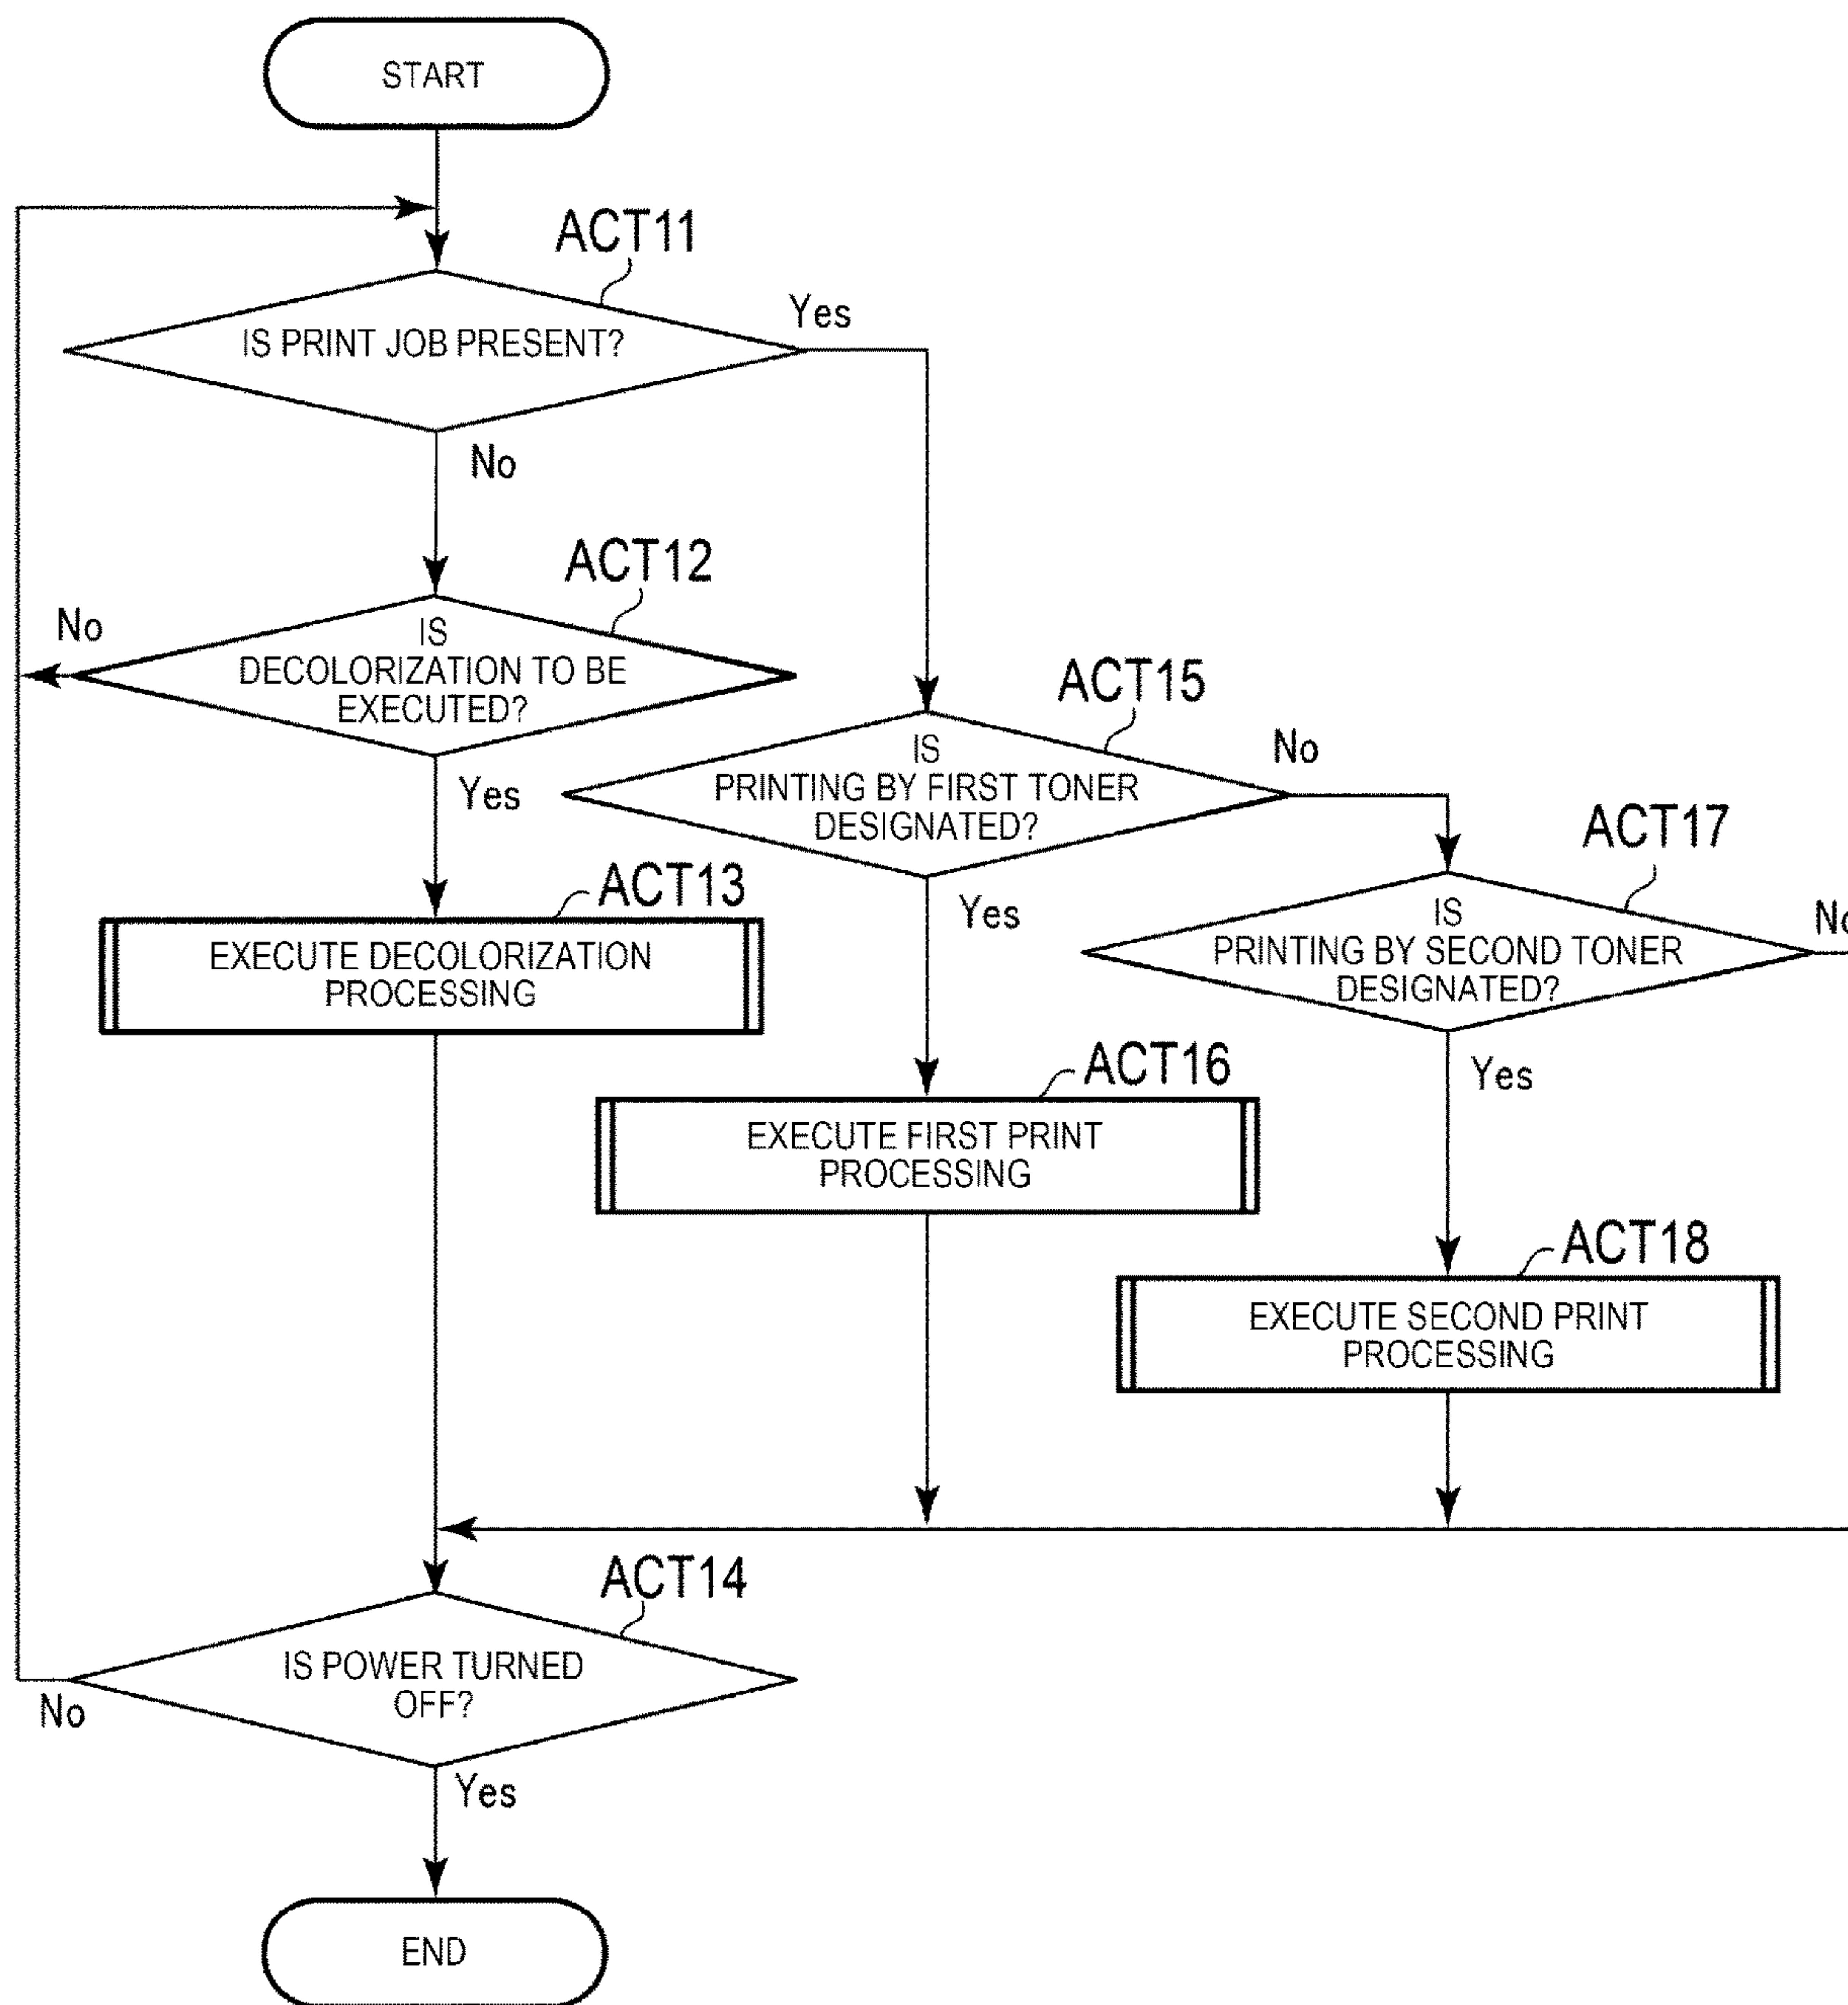 START
ACT11
IS PRINT JOB PRESENT?
Yes
No
ACT12
IS
DECOLORIZATION TO BE
EXECUTED?
No
Yes
ACT13
EXECUTE DECOLORIZATION
PROCESSING
ACT15
IS
PRINTING BY FIRST TONER
DESIGNATED?
No
Yes
ACT16
EXECUTE FIRST PRINT
PROCESSING
ACT17
IS
PRINTING BY SECOND TONER
DESIGNATED?
No
Yes
ACT18
EXECUTE SECOND PRINT
PROCESSING
ACT14
IS POWER TURNED
OFF?
No
Yes
END